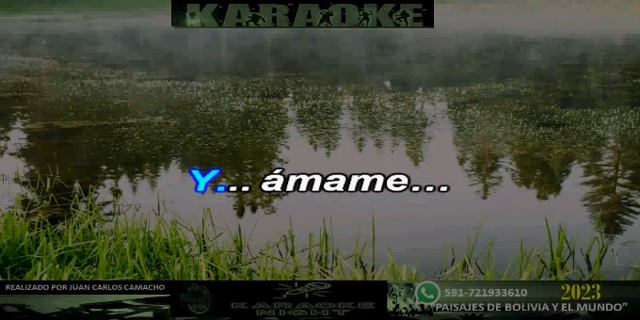 KARAOKE
Y... ámame...
REALIZADO POR JUAN CARLOS CAMACHO
KARAOKE
NIGHT
591-721933610
2023
"PAISAJES DE BOLIVIA Y EL MUNDO"